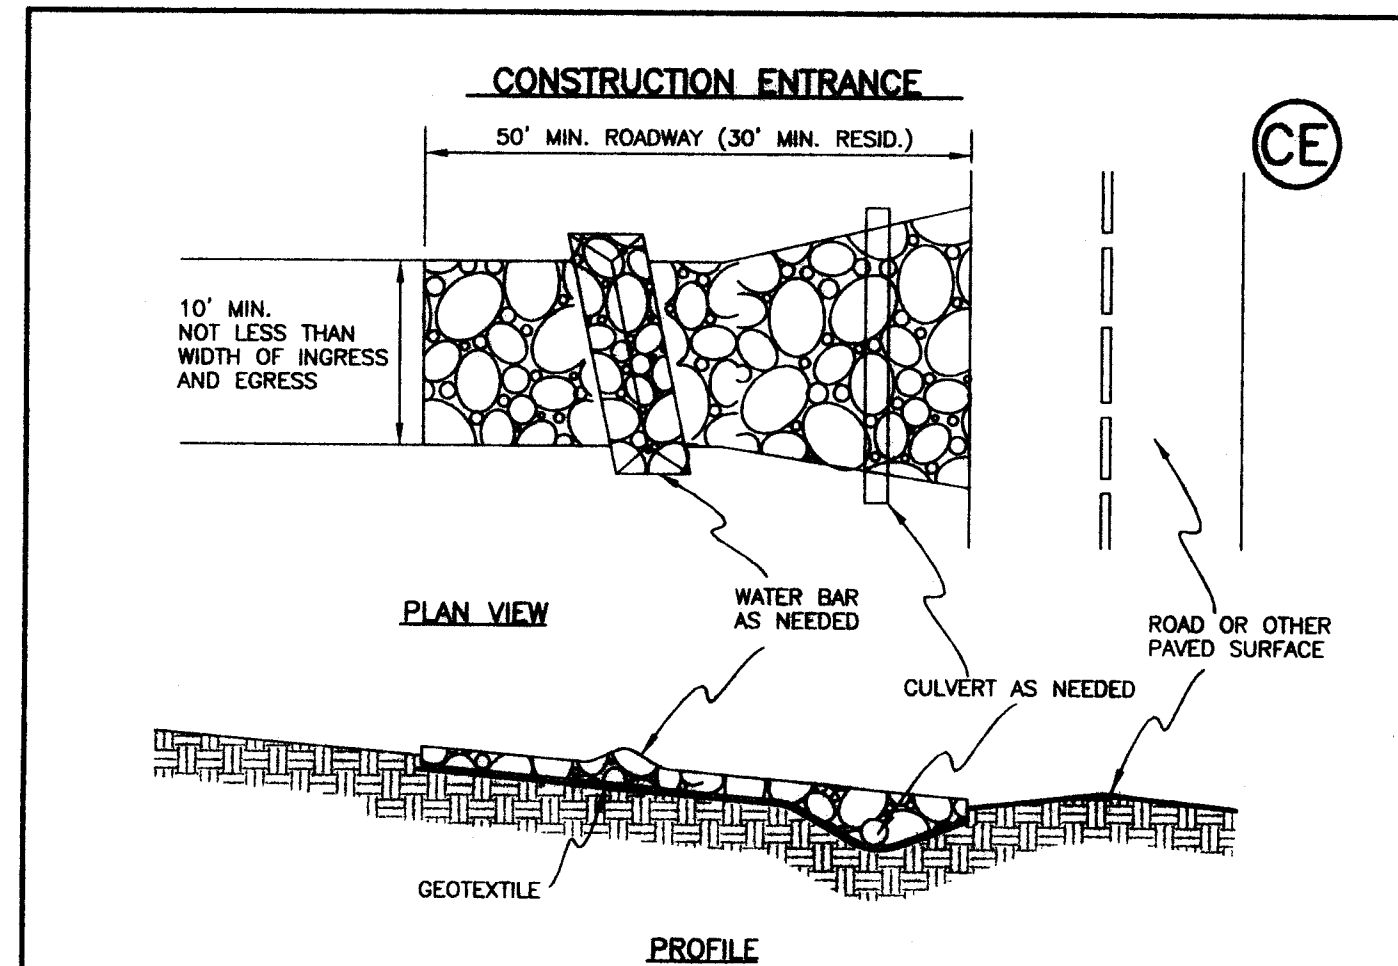 CONSTRUCTION ENTRANCE
50' MIN. ROADWAY (30' MIN. RESID.)
CE
10' MIN.
NOT LESS THAN
WIDTH OF INGRESS
AND EGRESS
PLAN VIEW
WATER BAR
AS NEEDED
ROAD OR OTHER
PAVED SURFACE
CULVERT AS NEEDED
GEOTEXTILE
PROFILE